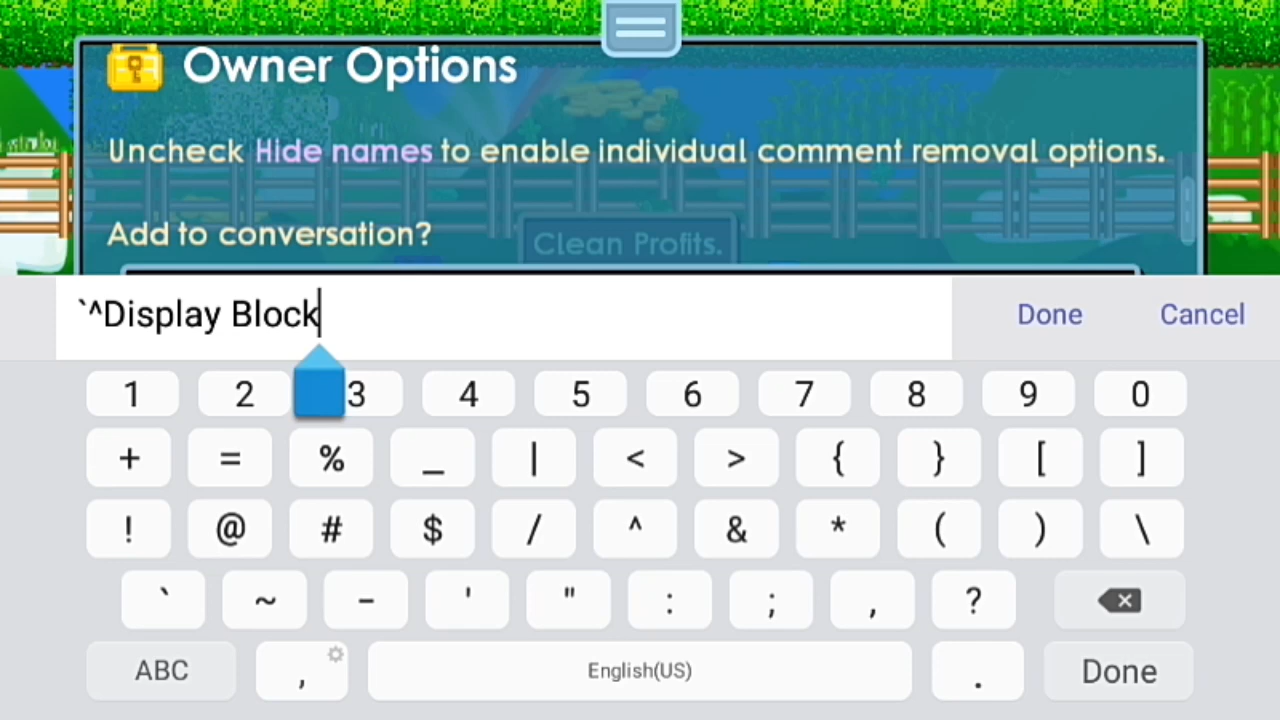 Owner Options
Uncheck Hide names to enable individual comment removal options.
Add to conversation?
Clean Profits.
`^Display Block
Done Cancel
1 2 3 4 5 6 7 8 9 0
+ = % _ | < > { } [ ]
! @ # $ / ^ & * ( ) \
` ~ - ' " : ; , ?
ABC , English(US) . Done